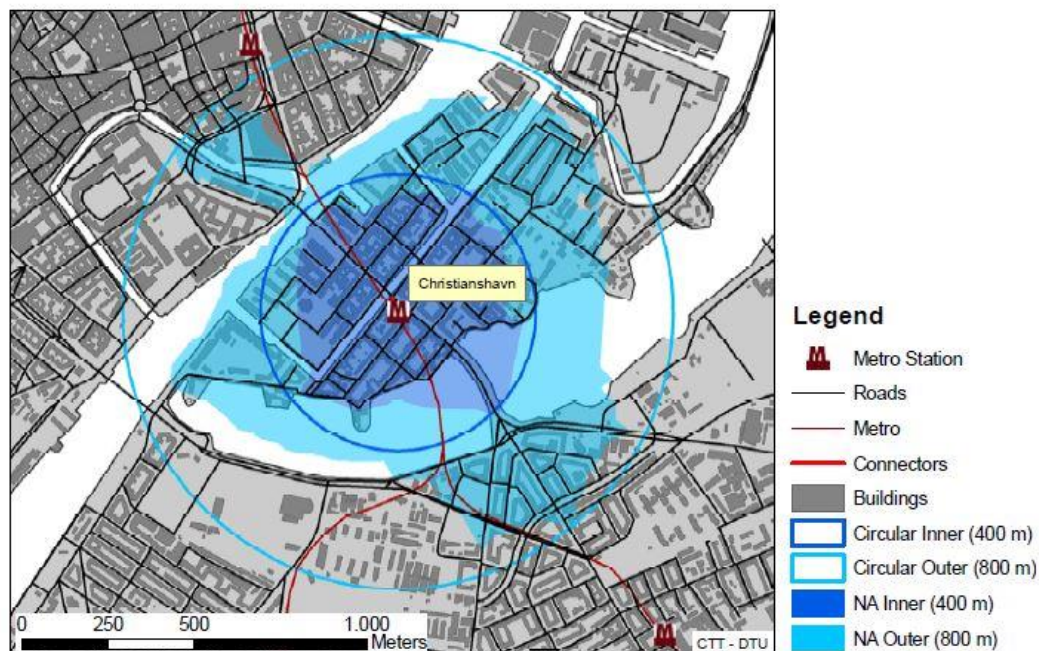 Christianshavn
0 250 500 1.000
Meters
CTT - DTU
Legend
Metro Station
Roads
Metro
Connectors
Buildings
Circular Inner (400 m)
Circular Outer (800 m)
NA Inner (400 m)
NA Outer (800 m)